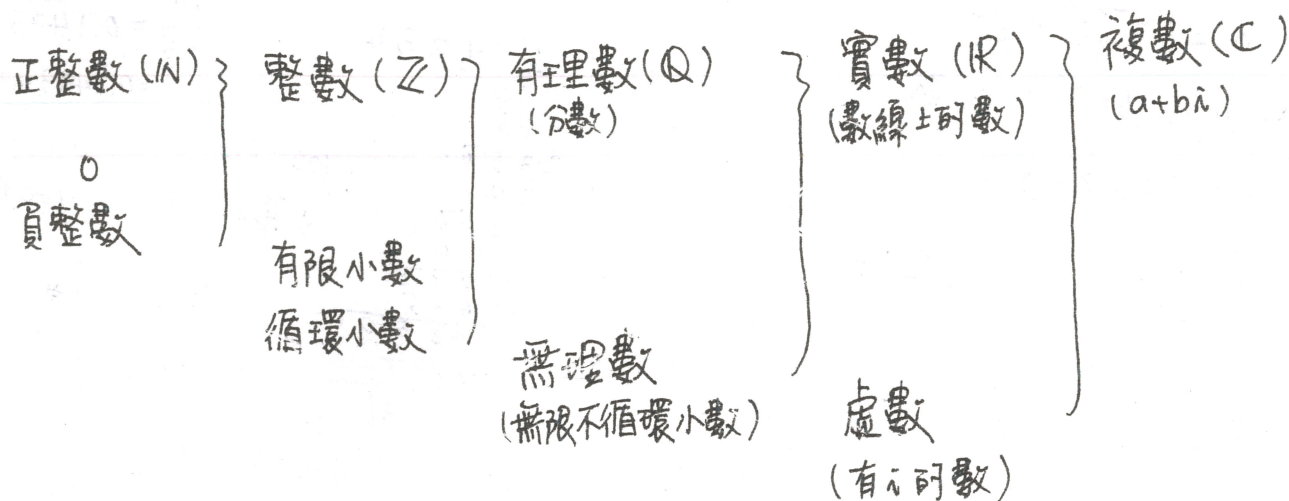 正整數(ℕ)
0
負整數
整數(ℤ)
有限小數
循環小數
有理數(ℚ)
(分數)
無理數
(無限不循環小數)
實數(ℝ)
(數線上的數)
虛數
(有i的數)
複數(ℂ)
(a+bi)